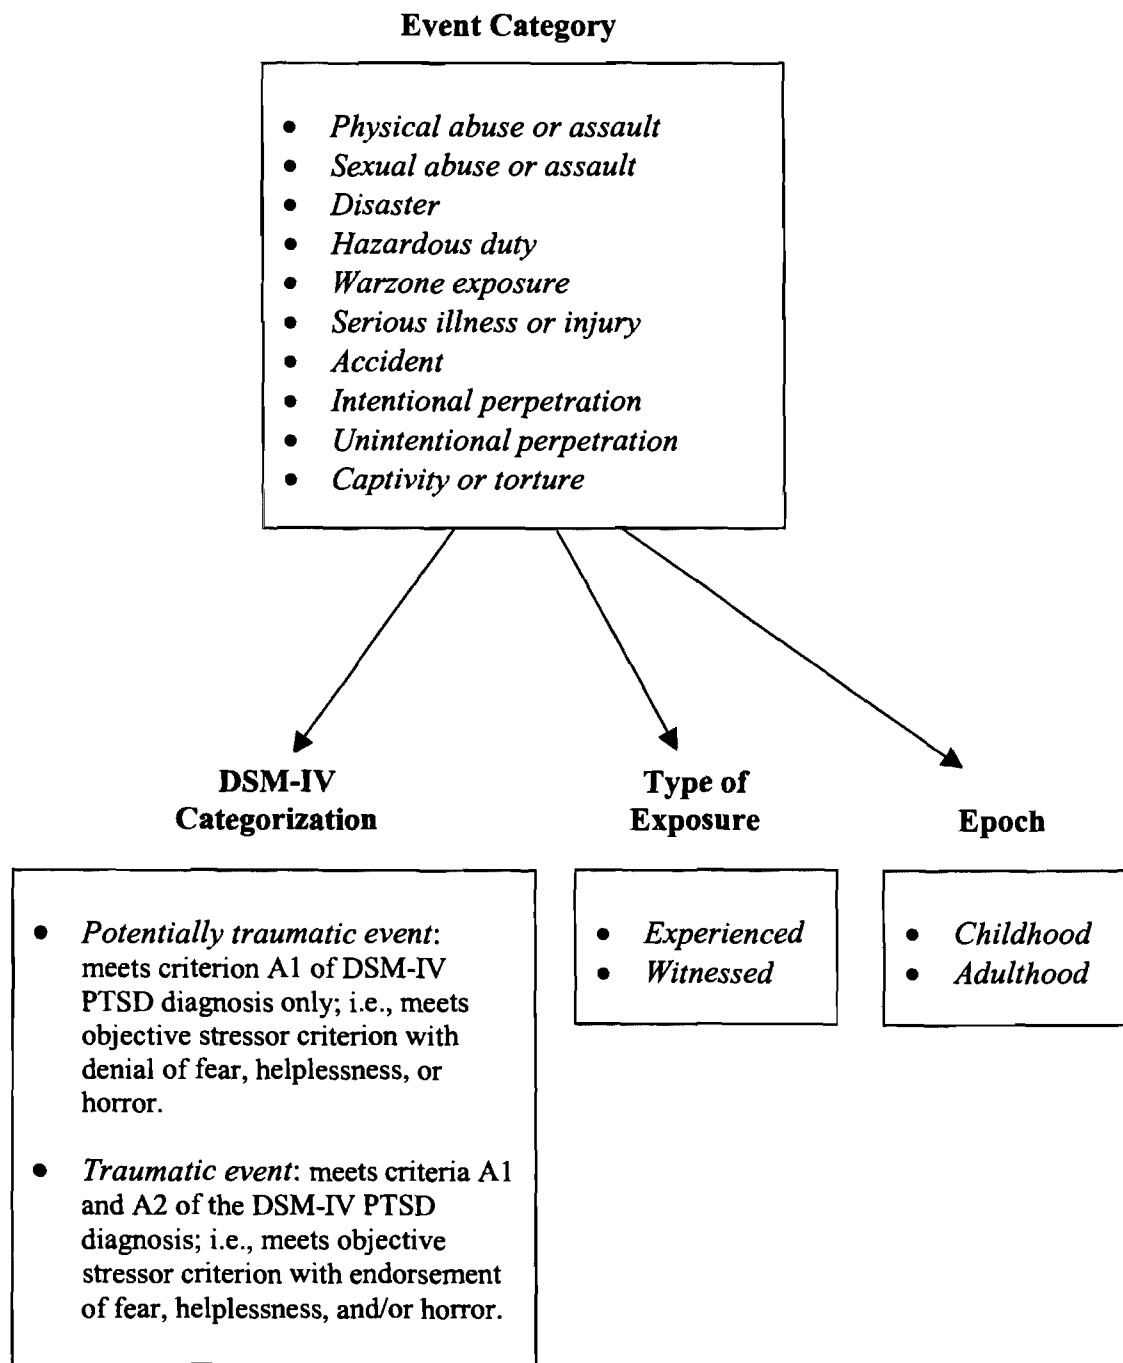 Event Category
• Physical abuse or assault
• Sexual abuse or assault
• Disaster
• Hazardous duty
• Warzone exposure
• Serious illness or injury
• Accident
• Intentional perpetration
• Unintentional perpetration
• Captivity or torture
DSM-IV
Categorization
• Potentially traumatic event:
meets criterion A1 of DSM-IV
PTSD diagnosis only; i.e., meets
objective stressor criterion with
denial of fear, helplessness, or
horror.
• Traumatic event: meets criteria A1
and A2 of the DSM-IV PTSD
diagnosis; i.e., meets objective
stressor criterion with endorsement
of fear, helplessness, and/or horror.
Type of
Exposure
• Experienced
• Witnessed
Epoch
• Childhood
• Adulthood